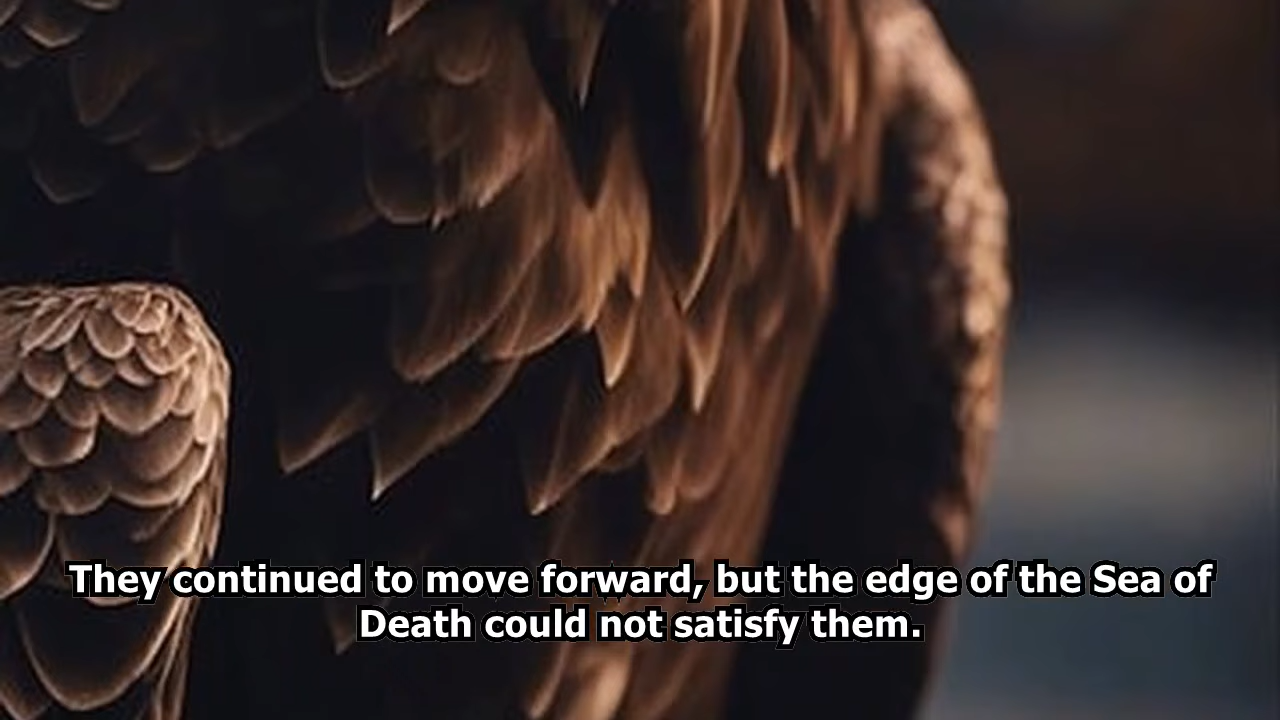 They continued to move forward, but the edge of the Sea of
Death could not satisfy them.